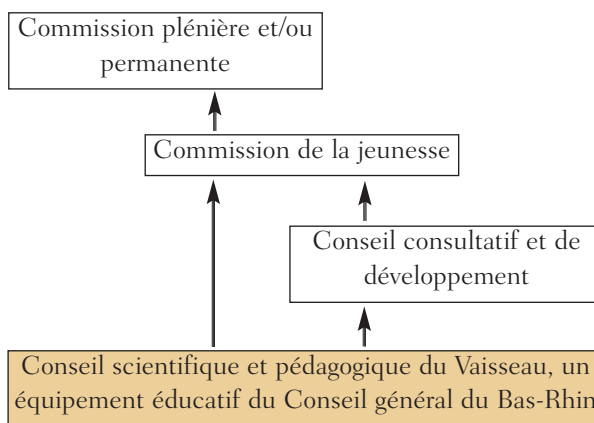 Commission plénière et/ou
permanente
Commission de la jeunesse
Conseil consultatif et de
développement
Conseil scientifique et pédagogique du Vaisseau, un
équipement éducatif du Conseil général du Bas-Rhin